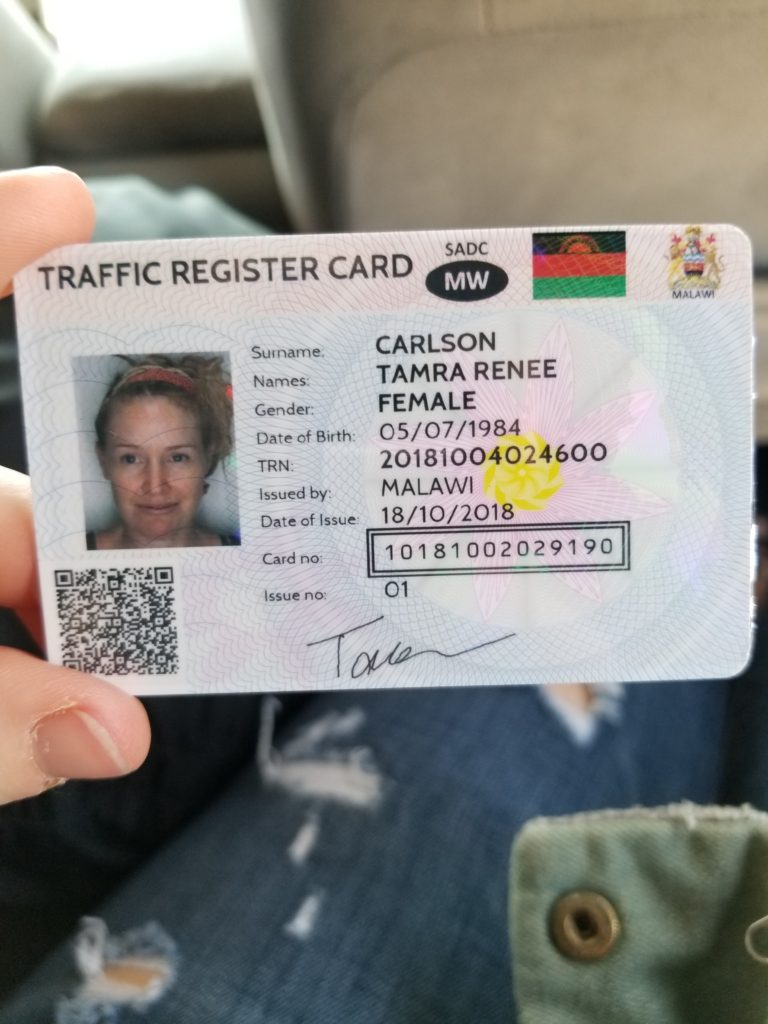 TRAFFIC REGISTER CARD
SADC
MW
MALAWI
Surname: CARLSON
Names: TAMRA RENEE
Gender: FEMALE
Date of Birth: 05/07/1984
TRN: 20181004024600
Issued by: MALAWI
Date of Issue: 18/10/2018
Card no: 10181002029190
Issue no: 01